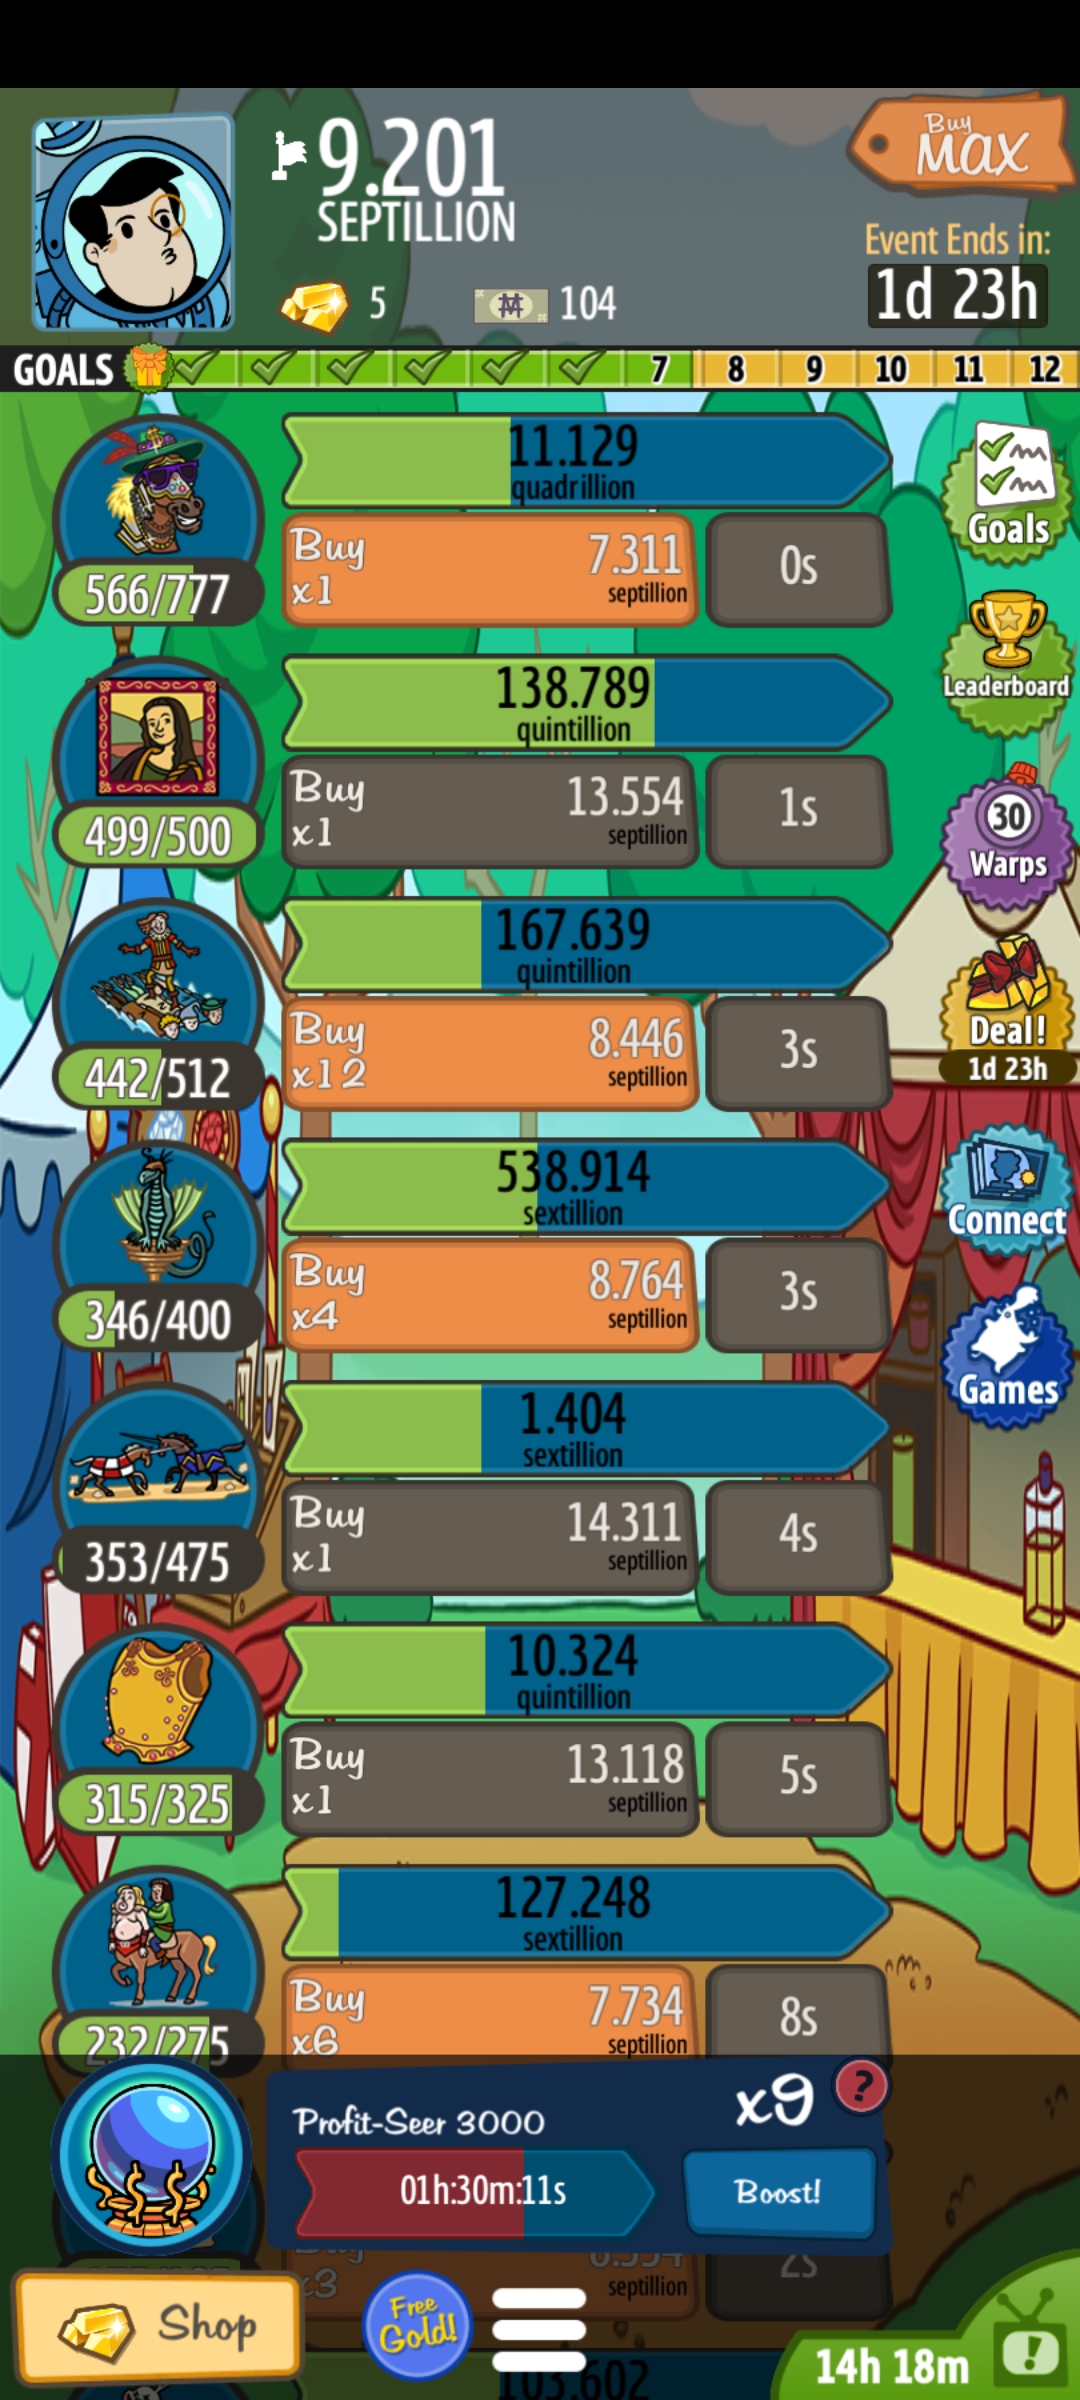 9.201
SEPTILLION
Buy
MAX
5
104
Event Ends in:
1d 23h
GOALS
7
8
9
10
11
12
11.129
quadrillion
566/777
Buy
x1
7.311
septillion
0s
Goals
138.789
quintillion
499/500
Buy
x1
13.554
septillion
1s
Leaderboard
167.639
quintillion
442/512
Buy
x12
8.446
septillion
3s
30
Warps
Deal!
1d 23h
538.914
sextillion
346/400
Buy
x4
8.764
septillion
3s
Connect
Games
1.404
sextillion
353/475
Buy
x1
14.311
septillion
4s
10.324
quintillion
315/325
Buy
x1
13.118
septillion
5s
127.248
sextillion
232/275
Buy
x6
7.734
septillion
8s
Profit-Seer 3000
x9
?
01h:30m:11s
Boost!
x3
septillion
2s
Shop
Free
Gold!
103.602
14h 18m
!